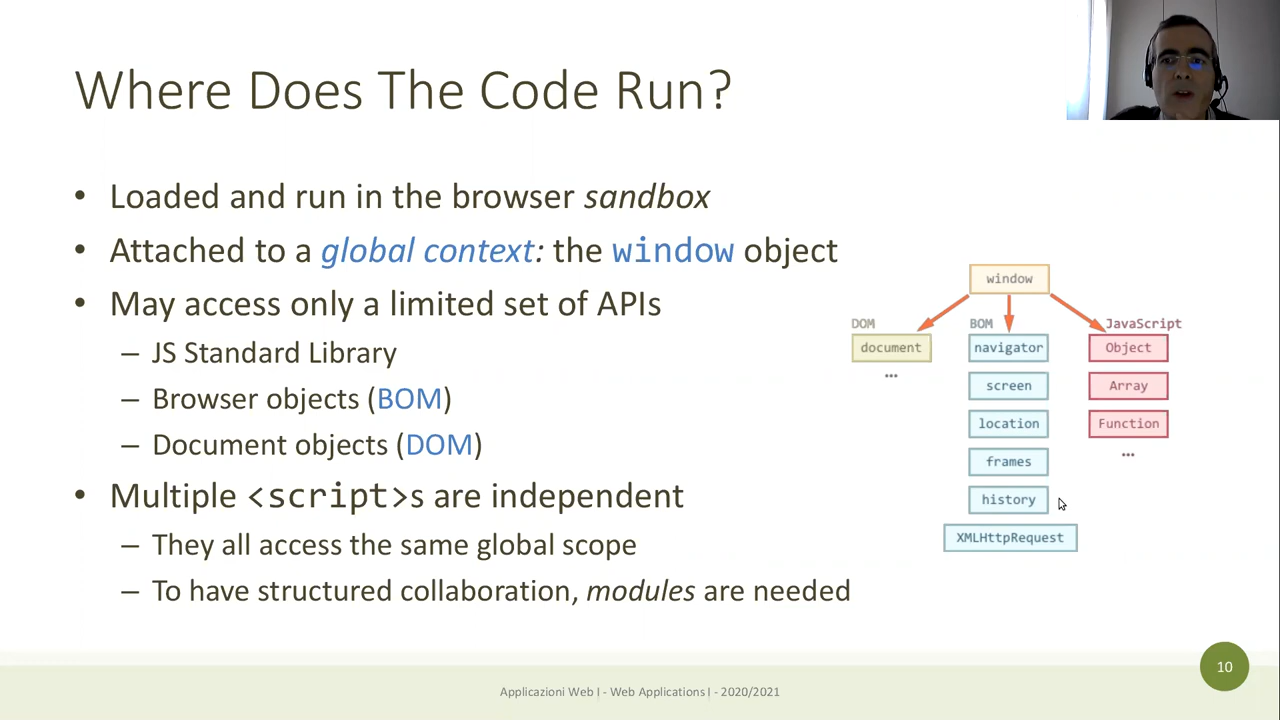 Where Does The Code Run?
• Loaded and run in the browser sandbox
• Attached to a global context: the window object
• May access only a limited set of APIs
– JS Standard Library
– Browser objects (BOM)
– Document objects (DOM)
• Multiple <script>s are independent
– They all access the same global scope
– To have structured collaboration, modules are needed
window
DOM
document
...
BOM
navigator
screen
location
frames
history
XMLHttpRequest
JavaScript
Object
Array
Function
...
10
Applicazioni Web I - Web Applications I - 2020/2021